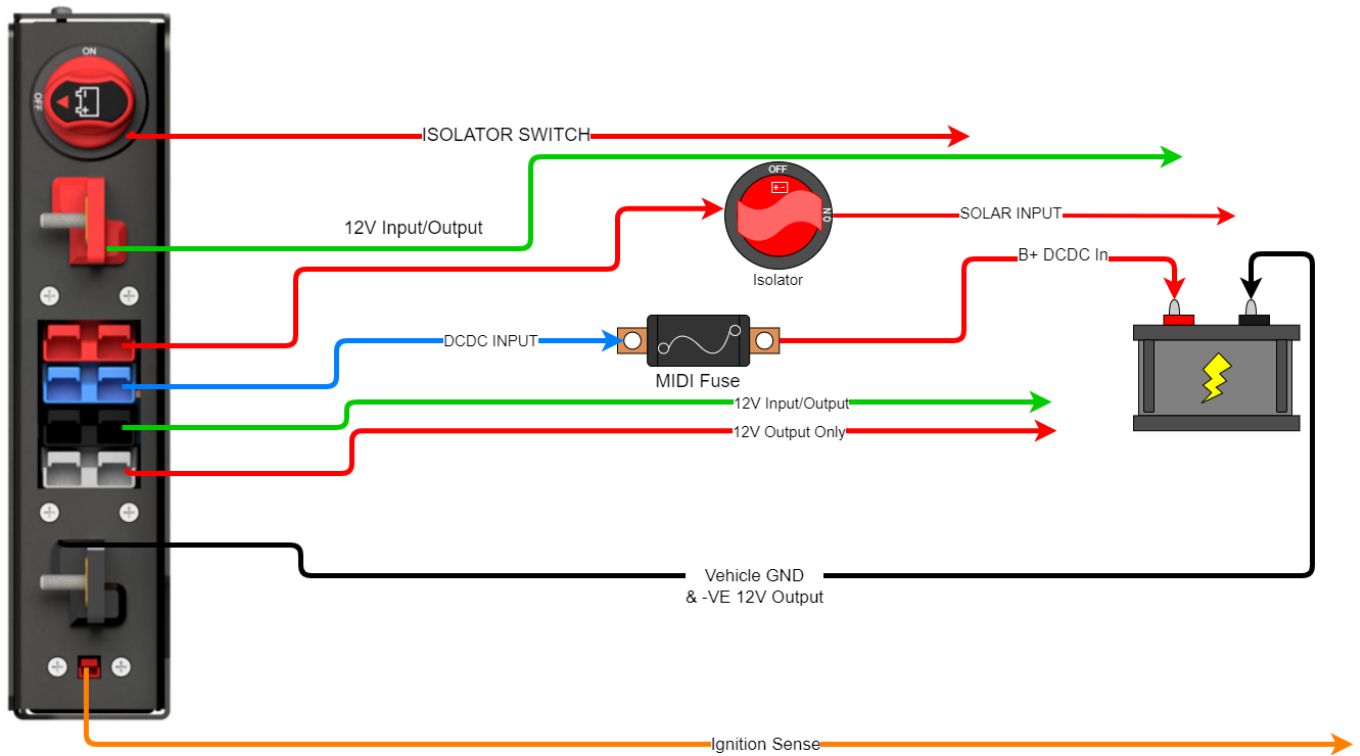 ON
OFF
ISOLATOR SWITCH
12V Input/Output
OFF
ON
SOLAR INPUT
Isolator
B+ DCDC In
DCDC INPUT
MIDI Fuse
12V Input/Output
12V Output Only
Vehicle GND
& -VE 12V Output
Ignition Sense